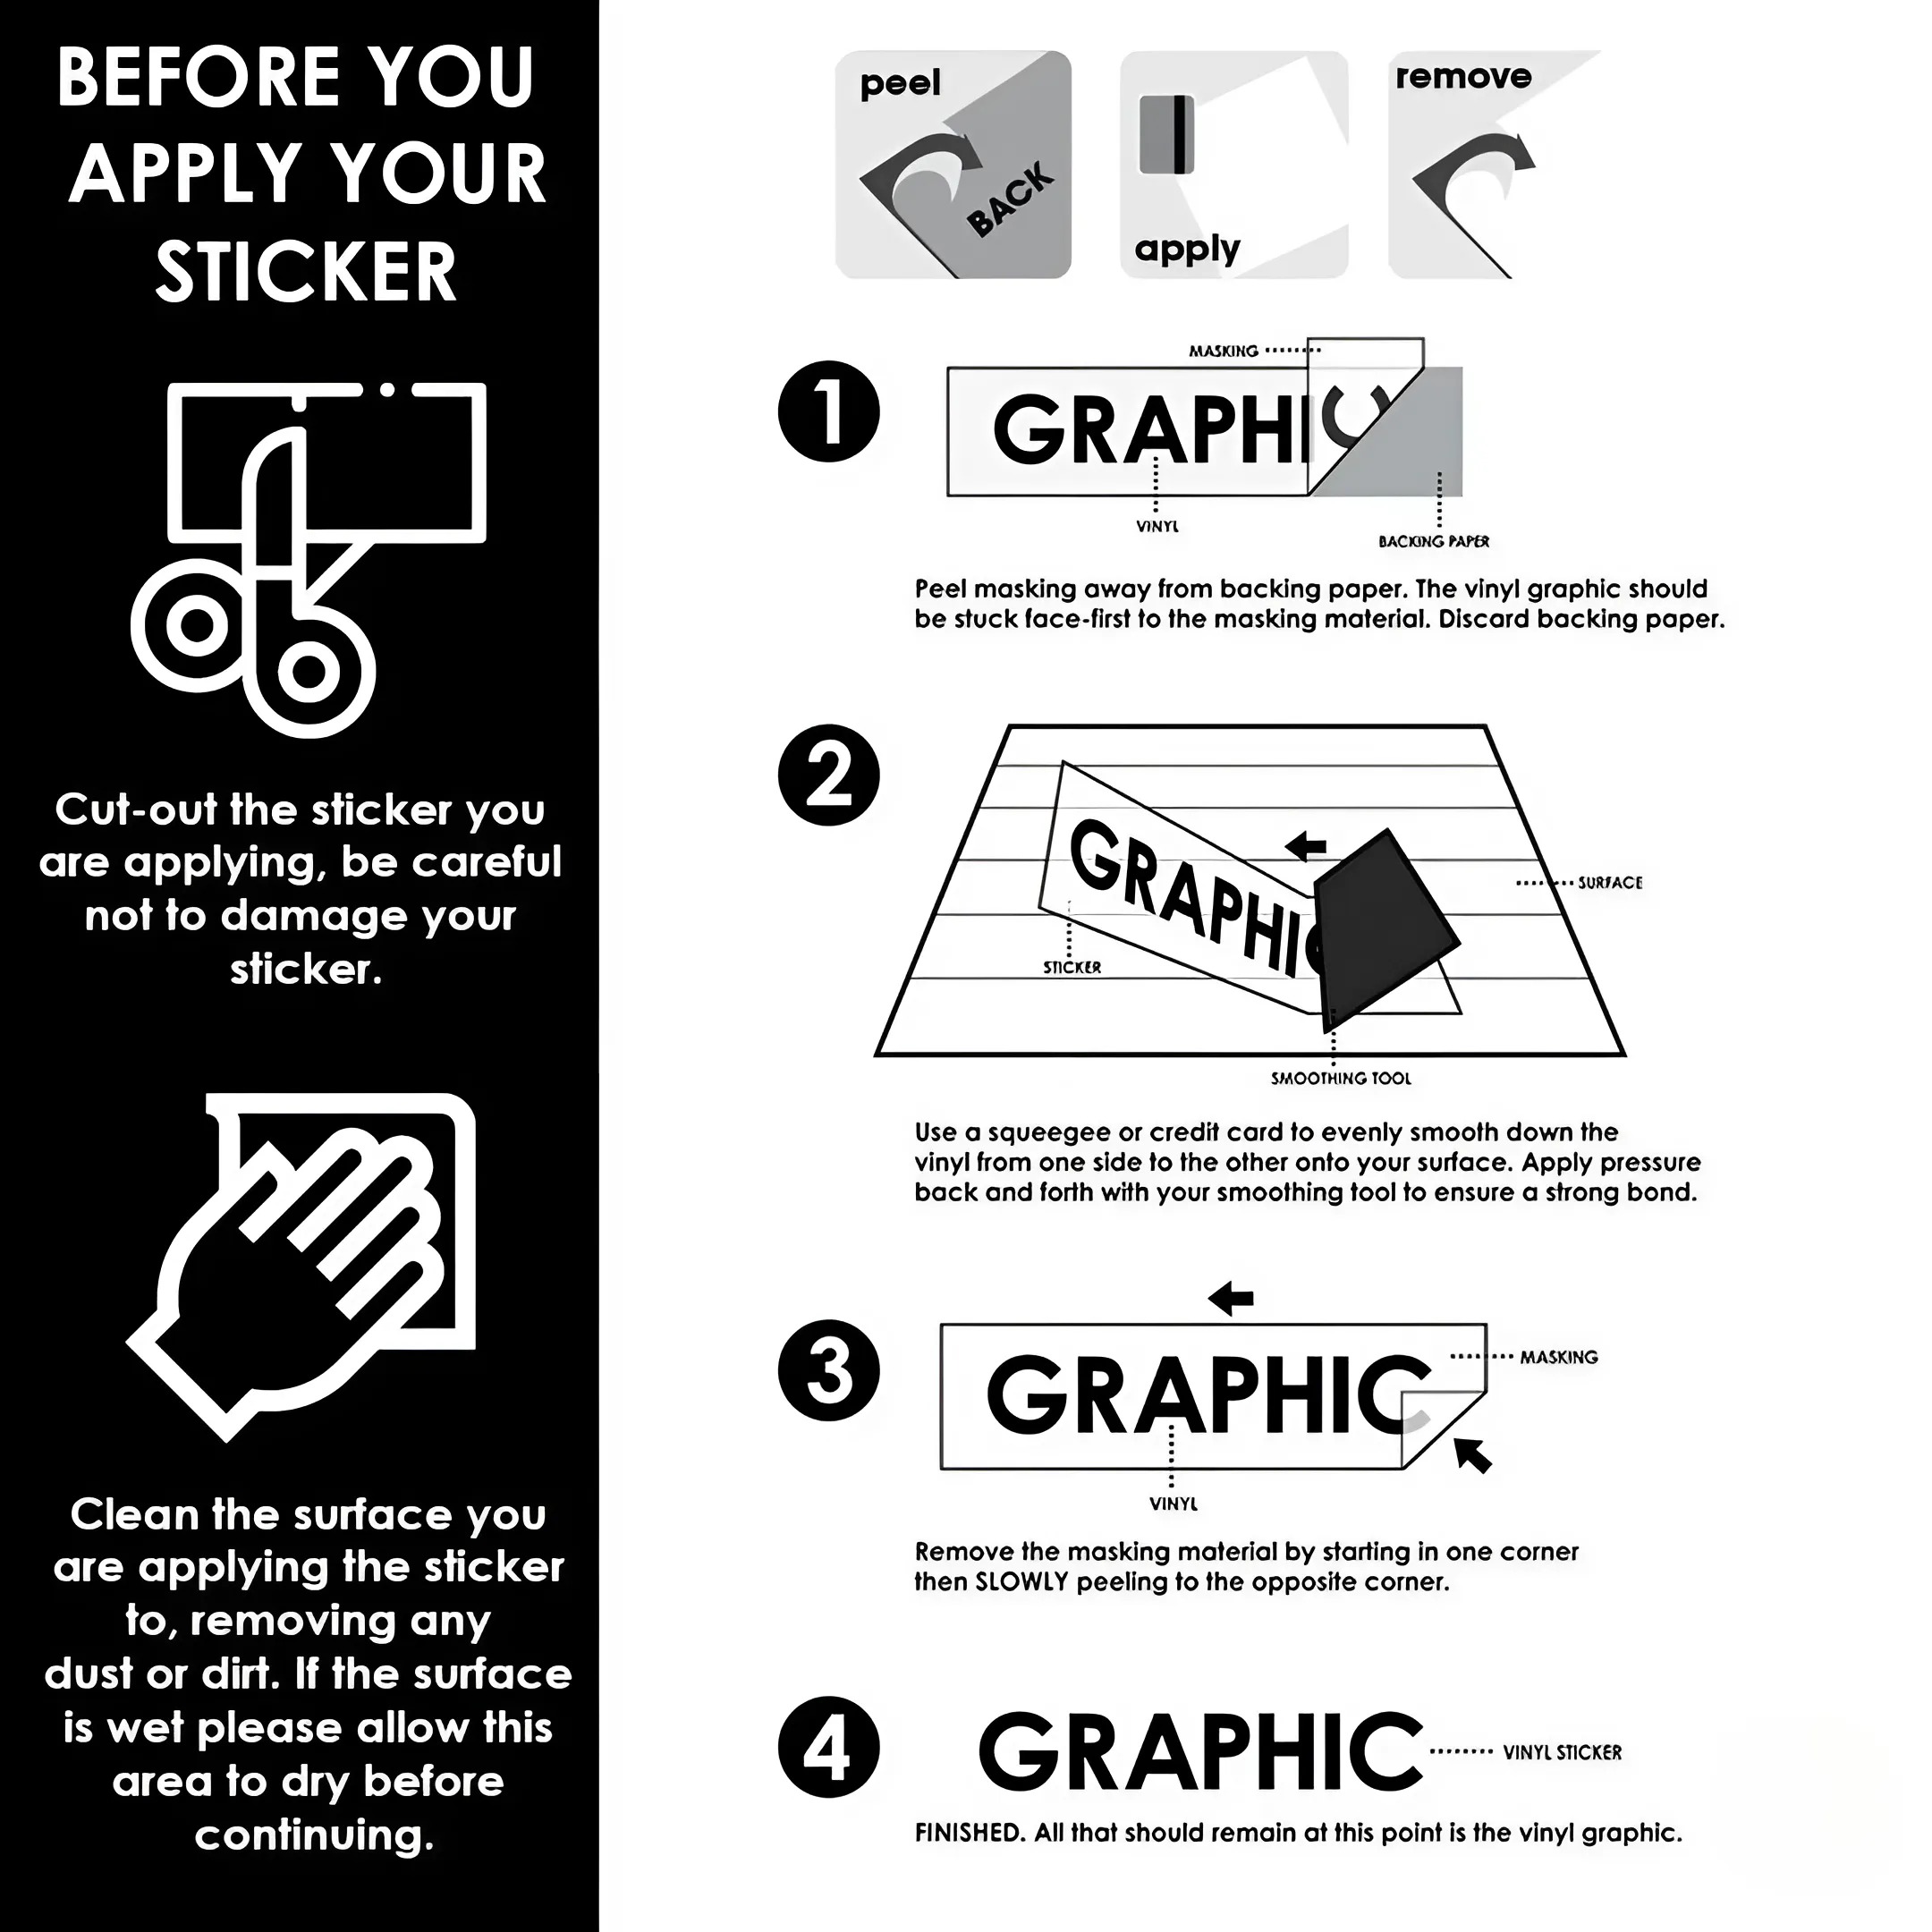 BEFORE YOU
APPLY YOUR
STICKER
Cut-out the sticker you
are applying, be careful
not to damage your
sticker.
Clean the surface you
are applying the sticker
to, removing any
dust or dirt. If the surface
is wet please allow this
area to dry before
continuing.
peel
BACK
apply
remove
1
MASKING
GRAPHIC
VINYL
BACKING PAPER
Peel masking away from backing paper. The vinyl graphic should
be stuck face-first to the masking material. Discard backing paper.
2
GRAPHIC
SURFACE
STICKER
SMOOTHING TOOL
Use a squeegee or credit card to evenly smooth down the
vinyl from one side to the other onto your surface. Apply pressure
back and forth with your smoothing tool to ensure a strong bond.
3
GRAPHIC
MASKING
VINYL
Remove the masking material by starting in one corner
then SLOWLY peeling to the opposite corner.
4
GRAPHIC
VINYL STICKER
FINISHED. All that should remain at this point is the vinyl graphic.